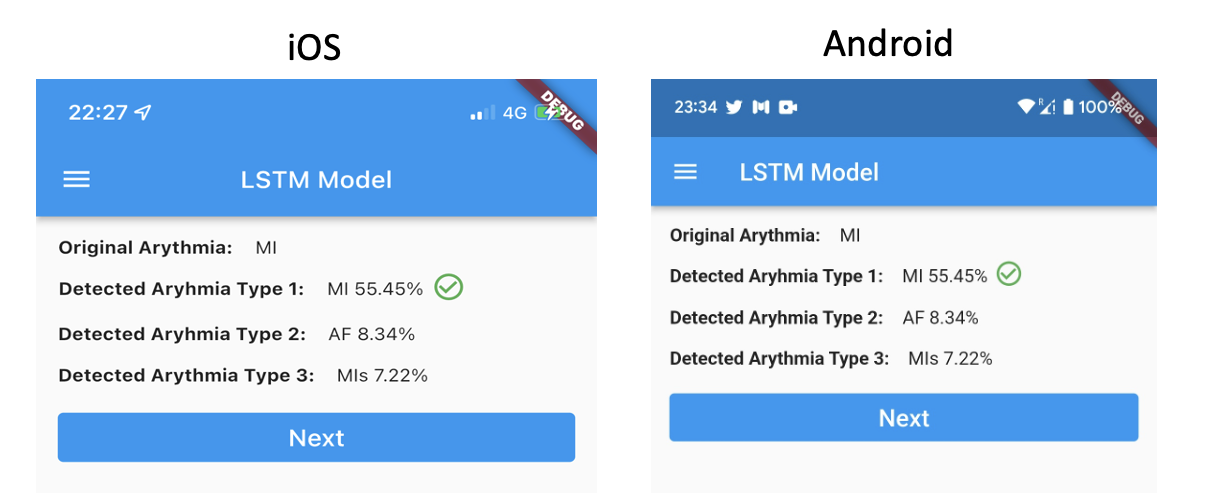 iOS
Android
22:27
4G
DEBUG
LSTM Model
Original Arythmia: MI
Detected Aryhmia Type 1: MI 55.45%
Detected Aryhmia Type 2: AF 8.34%
Detected Arythmia Type 3: MIs 7.22%
Next
23:34
R
100%
DEBUG
LSTM Model
Original Arythmia: MI
Detected Aryhmia Type 1: MI 55.45%
Detected Aryhmia Type 2: AF 8.34%
Detected Arythmia Type 3: MIs 7.22%
Next